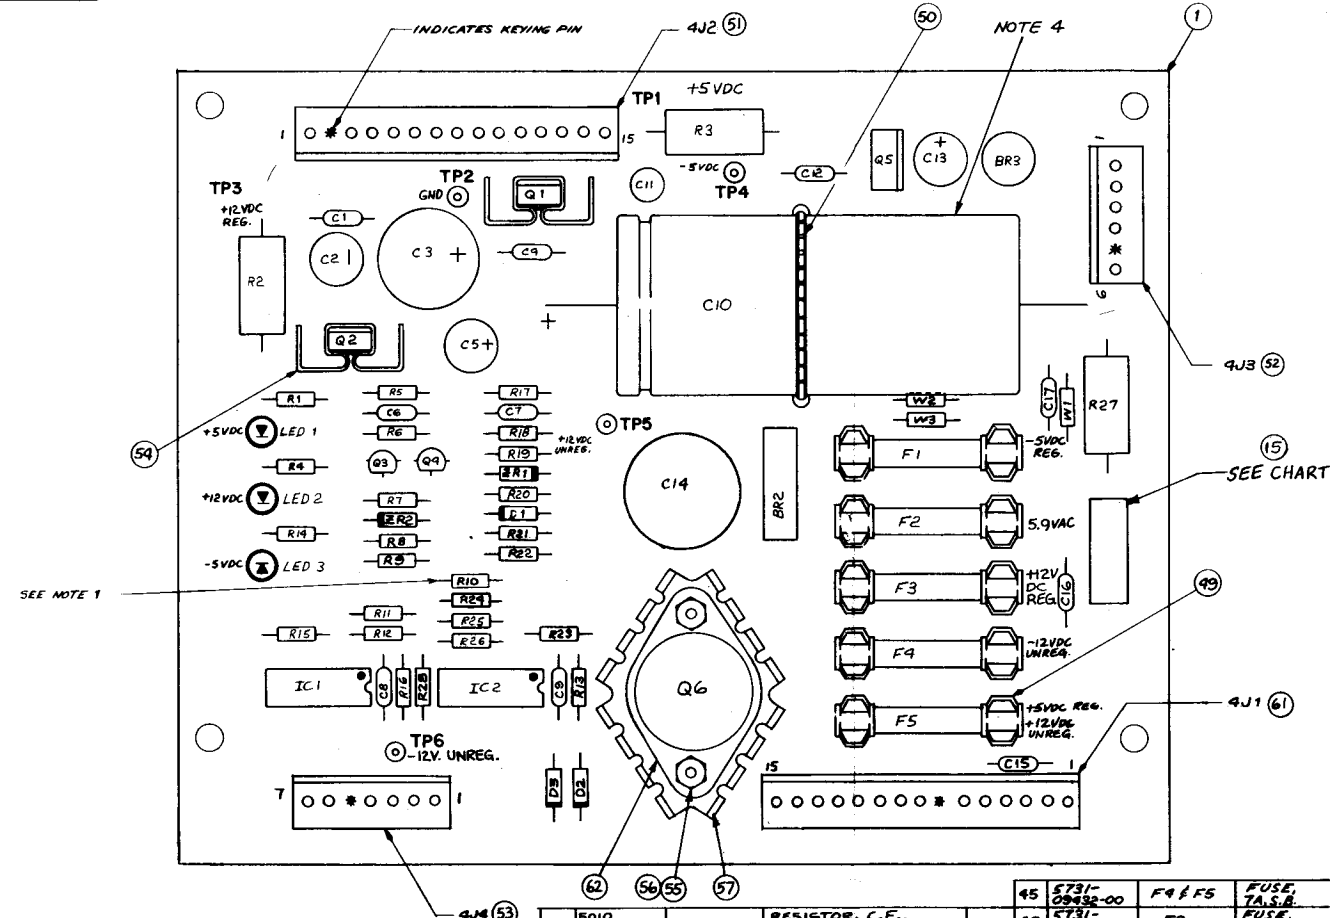 INDICATES KEYING PIN
4J2 51
50
NOTE 4
1
TP1
+5VDC
1
15
R3
-5VDC
TP4
C11
C12
Q5
+
C13
BR3
1
6
TP3
+12VDC
REG.
TP2
GND
Q1
C1
C2
C3 +
C9
R2
C10
+
Q2
C5+
4J3 52
54
R1
R5
R17
C6
C7
W2
W3
C17
W1
R27
+5VDC
LED 1
R6
R18
+12VDC
UNREG.
R19
TP5
F1
-5VDC
REG.
15
SEE CHART
R4
Q3
Q4
ZR1
C14
BR2
+12VDC
LED 2
R7
R20
ZR2
D1
F2
5.9VAC
R14
R8
R21
-5VDC
LED 3
R9
R22
SEE NOTE 1
R10
R24
F3
+12V
DC
REG.
C16
49
R11
R25
R15
R12
R26
R23
F4
-12VDC
UNREG.
IC1
C8
R16
R28
IC2
C9
R13
Q6
F5
+5VDC REG.
+12VDC
UNREG.
4J1 61
TP6
-12V. UNREG.
C15
15
1
7
1
D3
D2
62
56
55
57
4J4 53
45 5731-
09432-00
F4 & F5
FUSE,
7A, S.B.
5010
RESISTOR, C.F.,
5731-
FUSE,